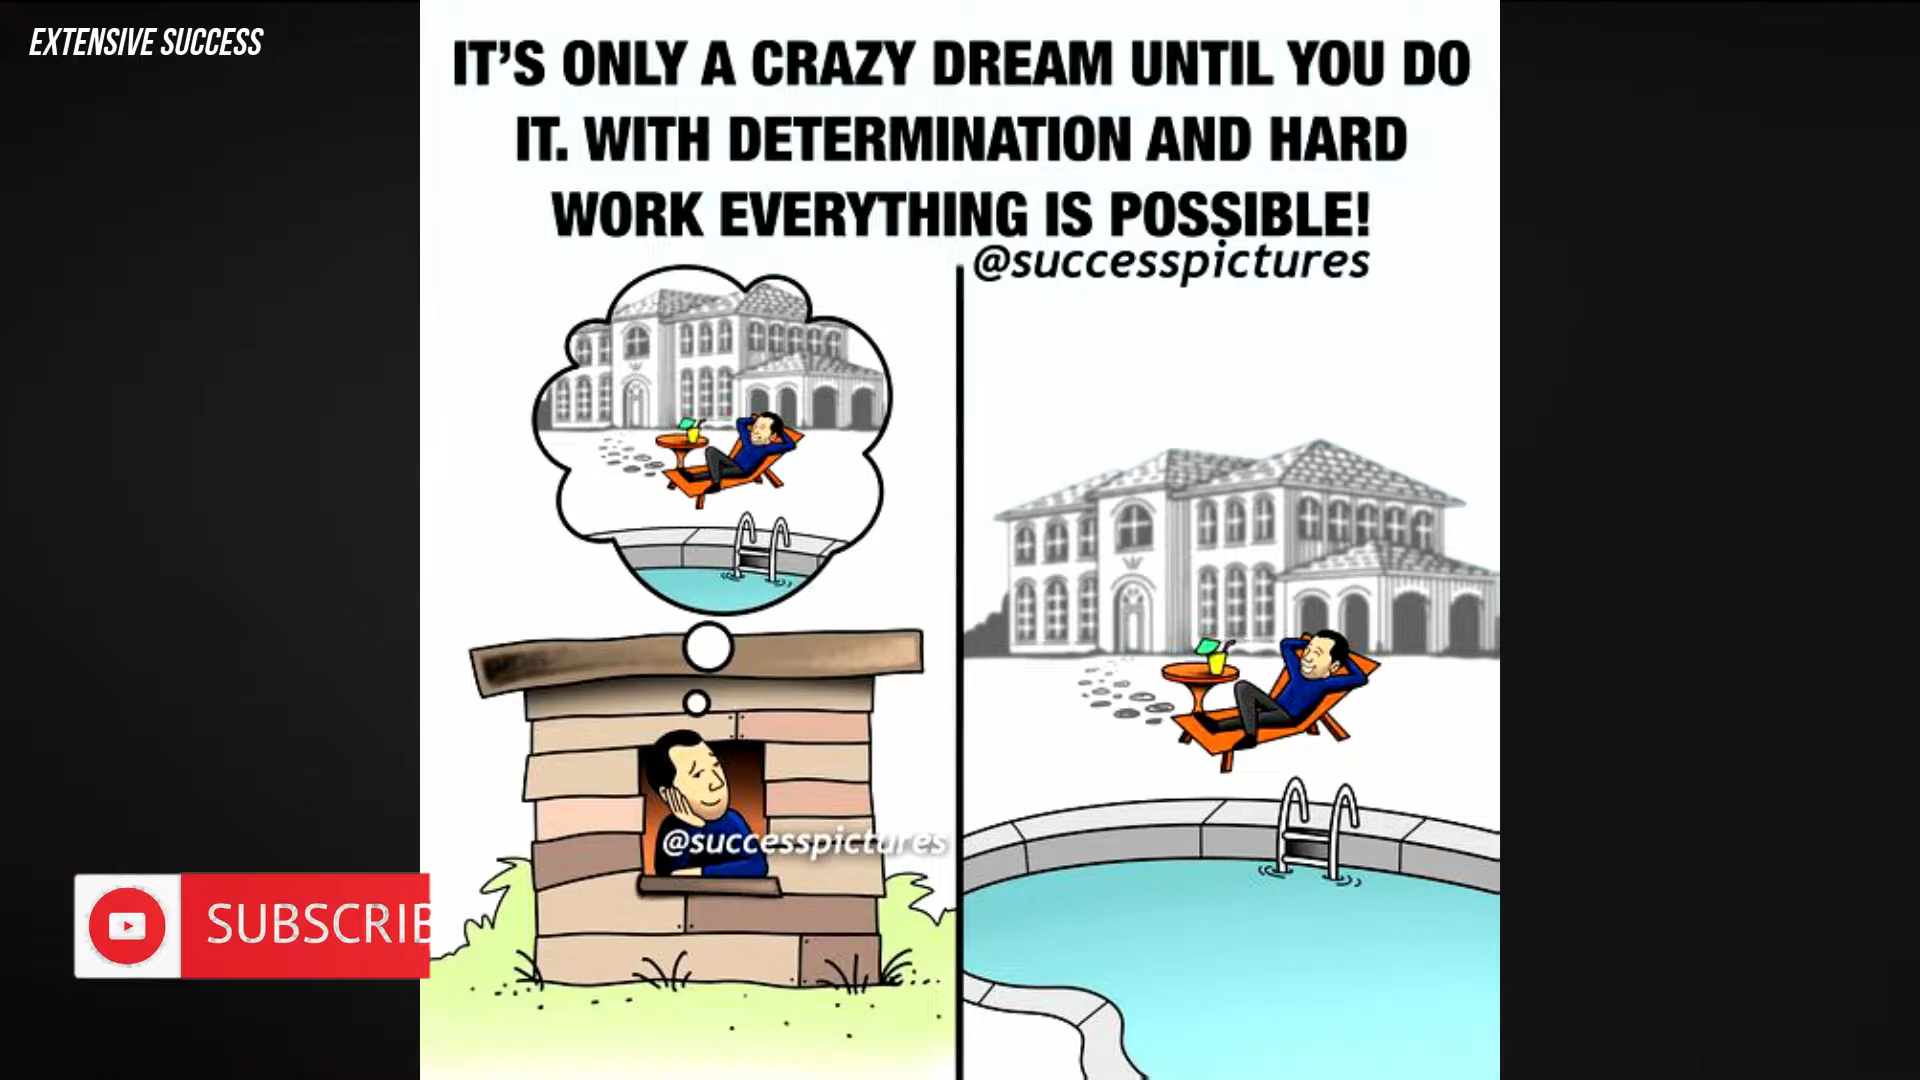 EXTENSIVE SUCCESS
IT'S ONLY A CRAZY DREAM UNTIL YOU DO
IT. WITH DETERMINATION AND HARD
WORK EVERYTHING IS POSSIBLE!
@successpictures
@successpictures
SUBSCRIB